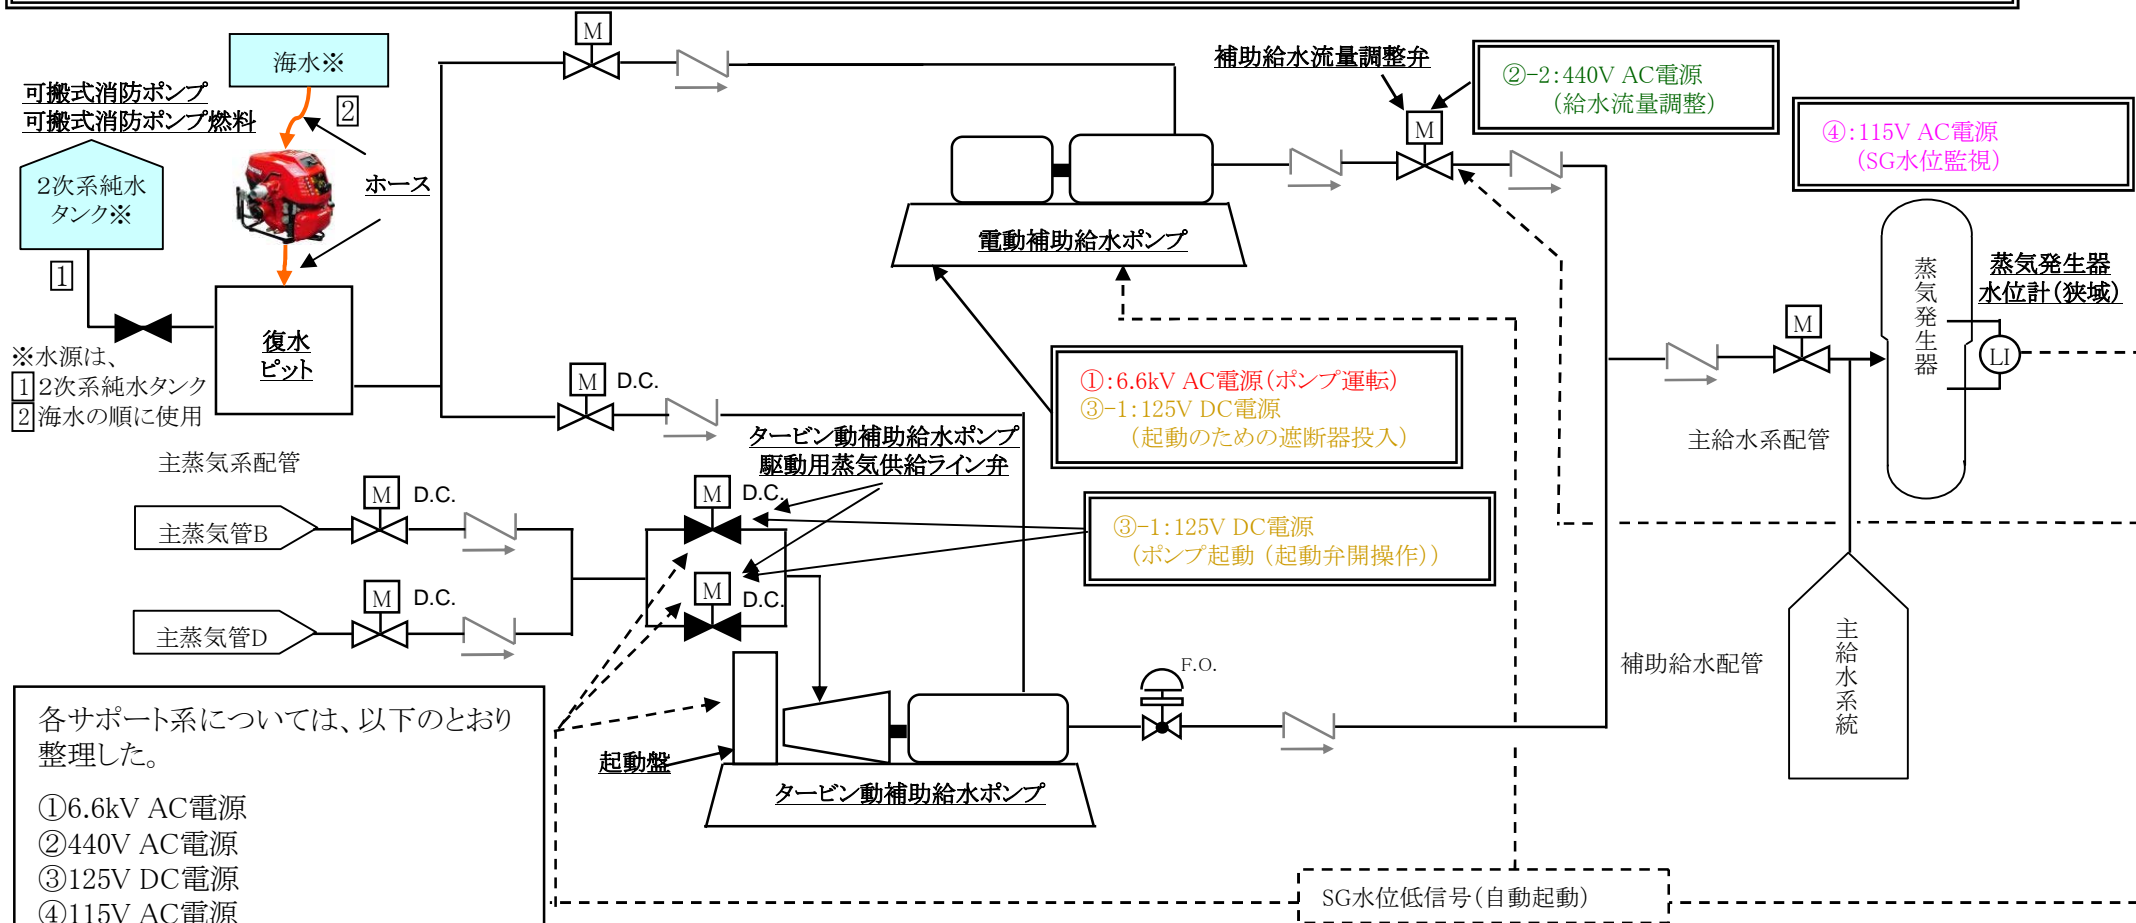 海水※
可搬式消防ポンプ
可搬式消防ポンプ燃料
2
ホース
2次系純水
タンク※
1
復水
ピット
※水源は、
1 2次系純水タンク
2 海水の順に使用
M
補助給水流量調整弁
M
②-2:440V AC電源
(給水流量調整)
④:115V AC電源
(SG水位監視)
電動補助給水ポンプ
①:6.6kV AC電源(ポンプ運転)
③-1:125V DC電源
(起動のための遮断器投入)
蒸気発生器
蒸気発生器
水位計(狭域)
LI
M
主給水系配管
M D.C.
タービン動補助給水ポンプ
駆動用蒸気供給ライン弁
主蒸気系配管
M D.C.
主蒸気管B
M D.C.
主蒸気管D
M D.C.
M
D.C.
③-1:125V DC電源
(ポンプ起動(起動弁開操作))
主給水系統
補助給水配管
F.O.
起動盤
タービン動補助給水ポンプ
各サポート系については、以下のとおり
整理した。
①6.6kV AC電源
②440V AC電源
③125V DC電源
④115V AC電源
SG水位低信号(自動起動)